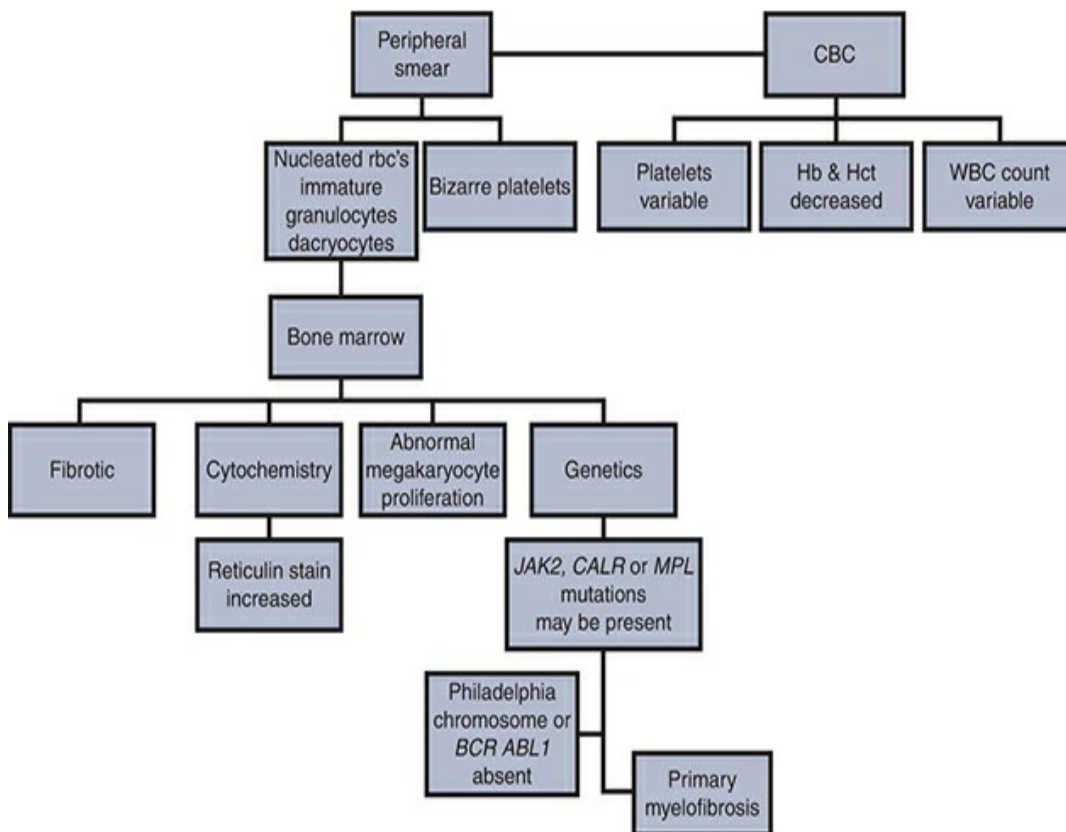 Peripheral
smear
CBC
Nucleated rbc's
immature
granulocytes
dacryocytes
Bizarre platelets
Platelets
variable
Hb & Hct
decreased
WBC count
variable
Bone marrow
Fibrotic
Cytochemistry
Abnormal
megakaryocyte
proliferation
Genetics
Reticulin stain
increased
JAK2, CALR or MPL
mutations
may be present
Philadelphia
chromosome or
BCR ABL1
absent
Primary
myelofibrosis